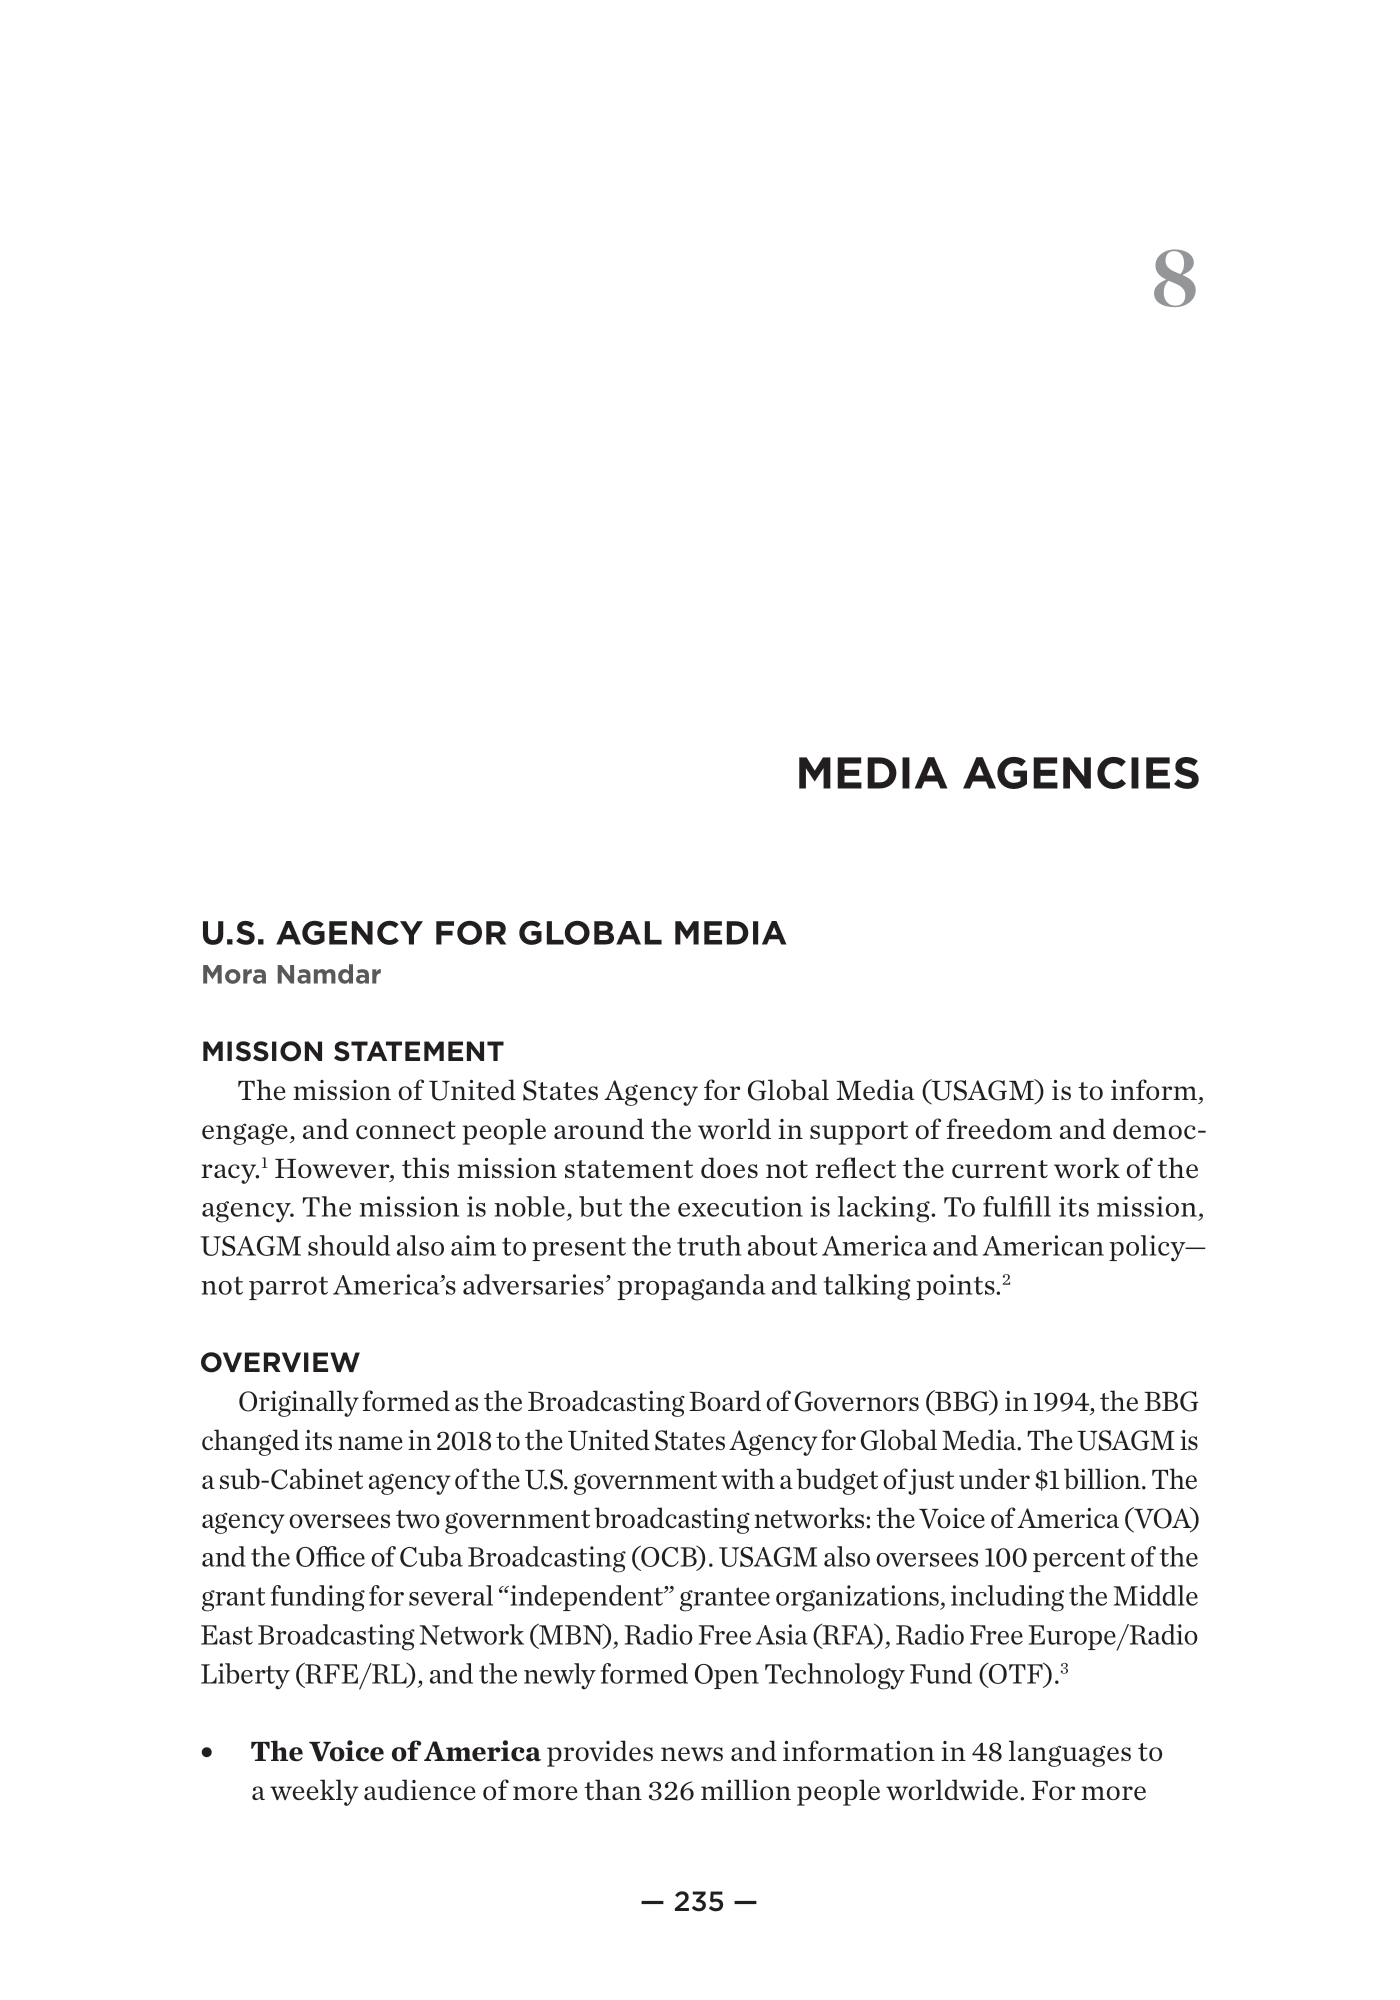 8
MEDIA AGENCIES
U.S. AGENCY FOR GLOBAL MEDIA
Mora Namdar
MISSION STATEMENT
The mission of United States Agency for Global Media (USAGM) is to inform,
engage, and connect people around the world in support of freedom and democ-
racy.¹ However, this mission statement does not reflect the current work of the
agency. The mission is noble, but the execution is lacking. To fulfill its mission,
USAGM should also aim to present the truth about America and American policy—
not parrot America’s adversaries’ propaganda and talking points.²
OVERVIEW
Originally formed as the Broadcasting Board of Governors (BBG) in 1994, the BBG
changed its name in 2018 to the United States Agency for Global Media. The USAGM is
a sub-Cabinet agency of the U.S. government with a budget of just under $1 billion. The
agency oversees two government broadcasting networks: the Voice of America (VOA)
and the Office of Cuba Broadcasting (OCB). USAGM also oversees 100 percent of the
grant funding for several “independent” grantee organizations, including the Middle
East Broadcasting Network (MBN), Radio Free Asia (RFA), Radio Free Europe/Radio
Liberty (RFE/RL), and the newly formed Open Technology Fund (OTF).³
• The Voice of America provides news and information in 48 languages to
a weekly audience of more than 326 million people worldwide. For more
— 235 —